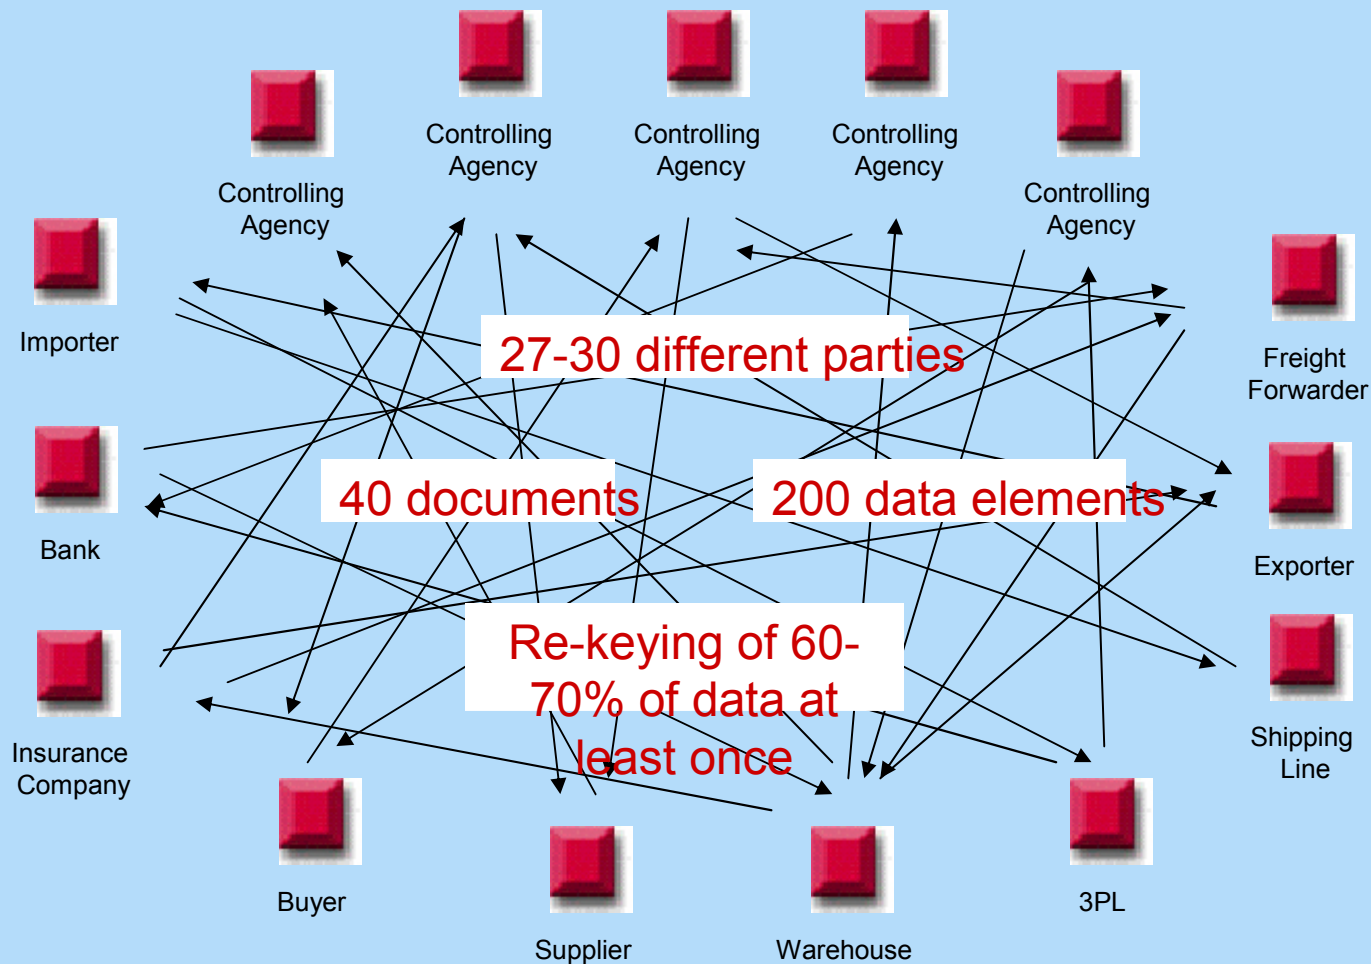 Controlling
Agency
Controlling
Agency
Controlling
Agency
Controlling
Agency
Controlling
Agency
Importer
Freight
Forwarder
27-30 different parties
Bank
40 documents
200 data elements
Exporter
Insurance
Company
Re-keying of 60-
70% of data at
least once
Shipping
Line
Buyer
Supplier
Warehouse
3PL